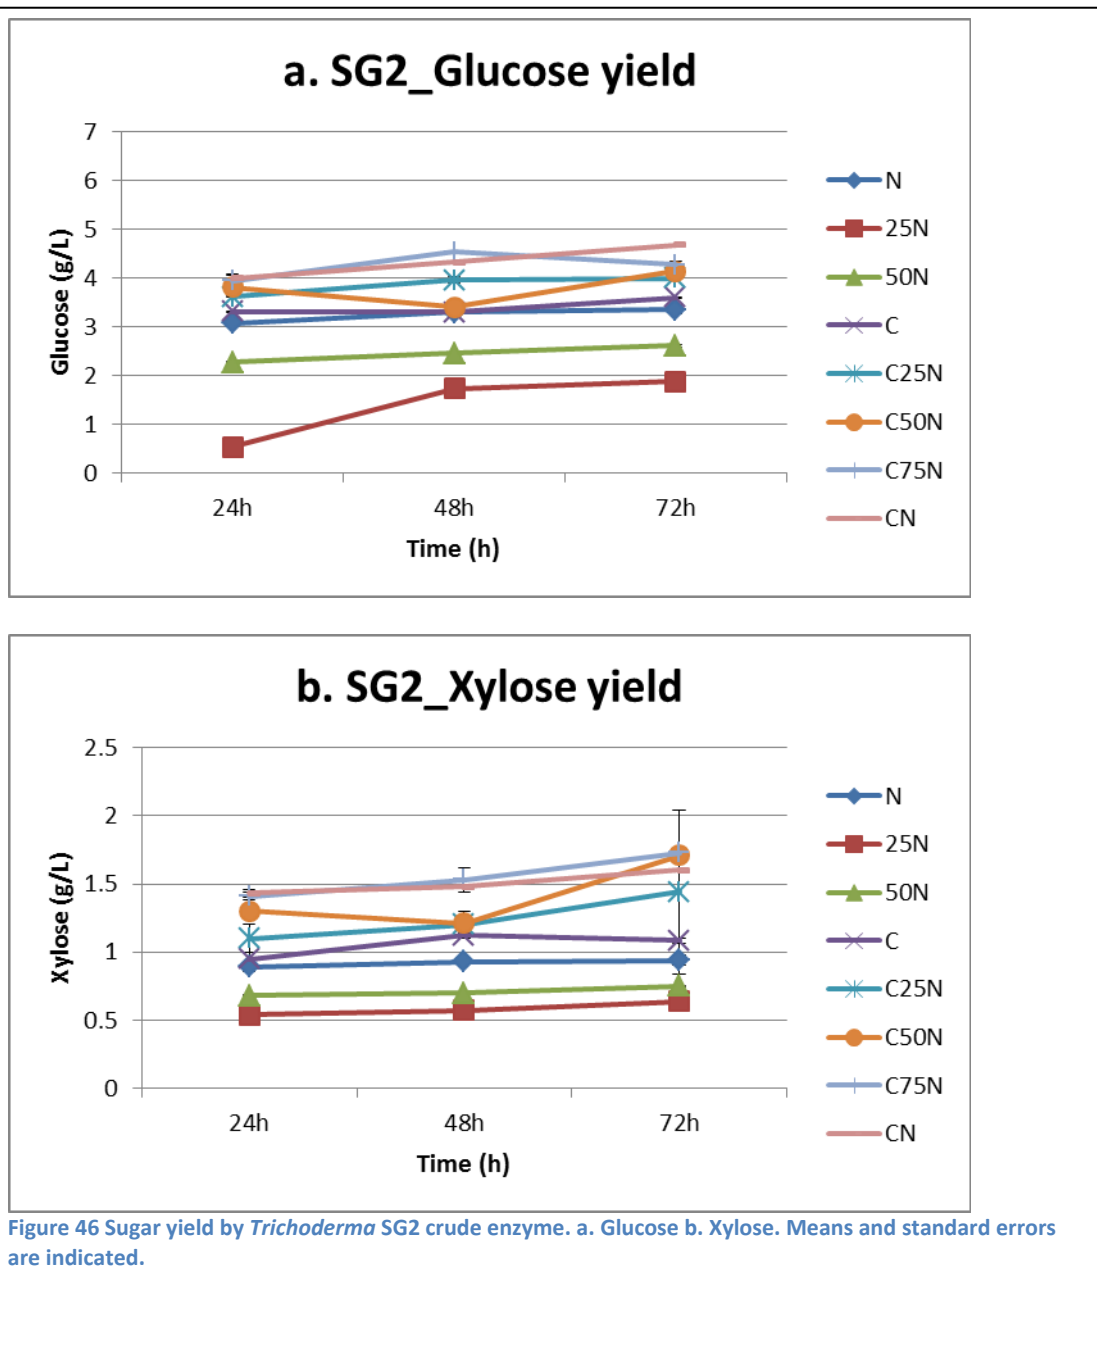 a. SG2_Glucose yield
7
6
5
4
3
2
1
0
Glucose (g/L)
24h
48h
72h
Time (h)
N
25N
50N
C
C25N
C50N
C75N
CN
b. SG2_Xylose yield
2.5
2
1.5
1
0.5
0
Xylose (g/L)
24h
48h
72h
Time (h)
N
25N
50N
C
C25N
C50N
C75N
CN
Figure 46 Sugar yield by Trichoderma SG2 crude enzyme. a. Glucose b. Xylose. Means and standard errors
are indicated.